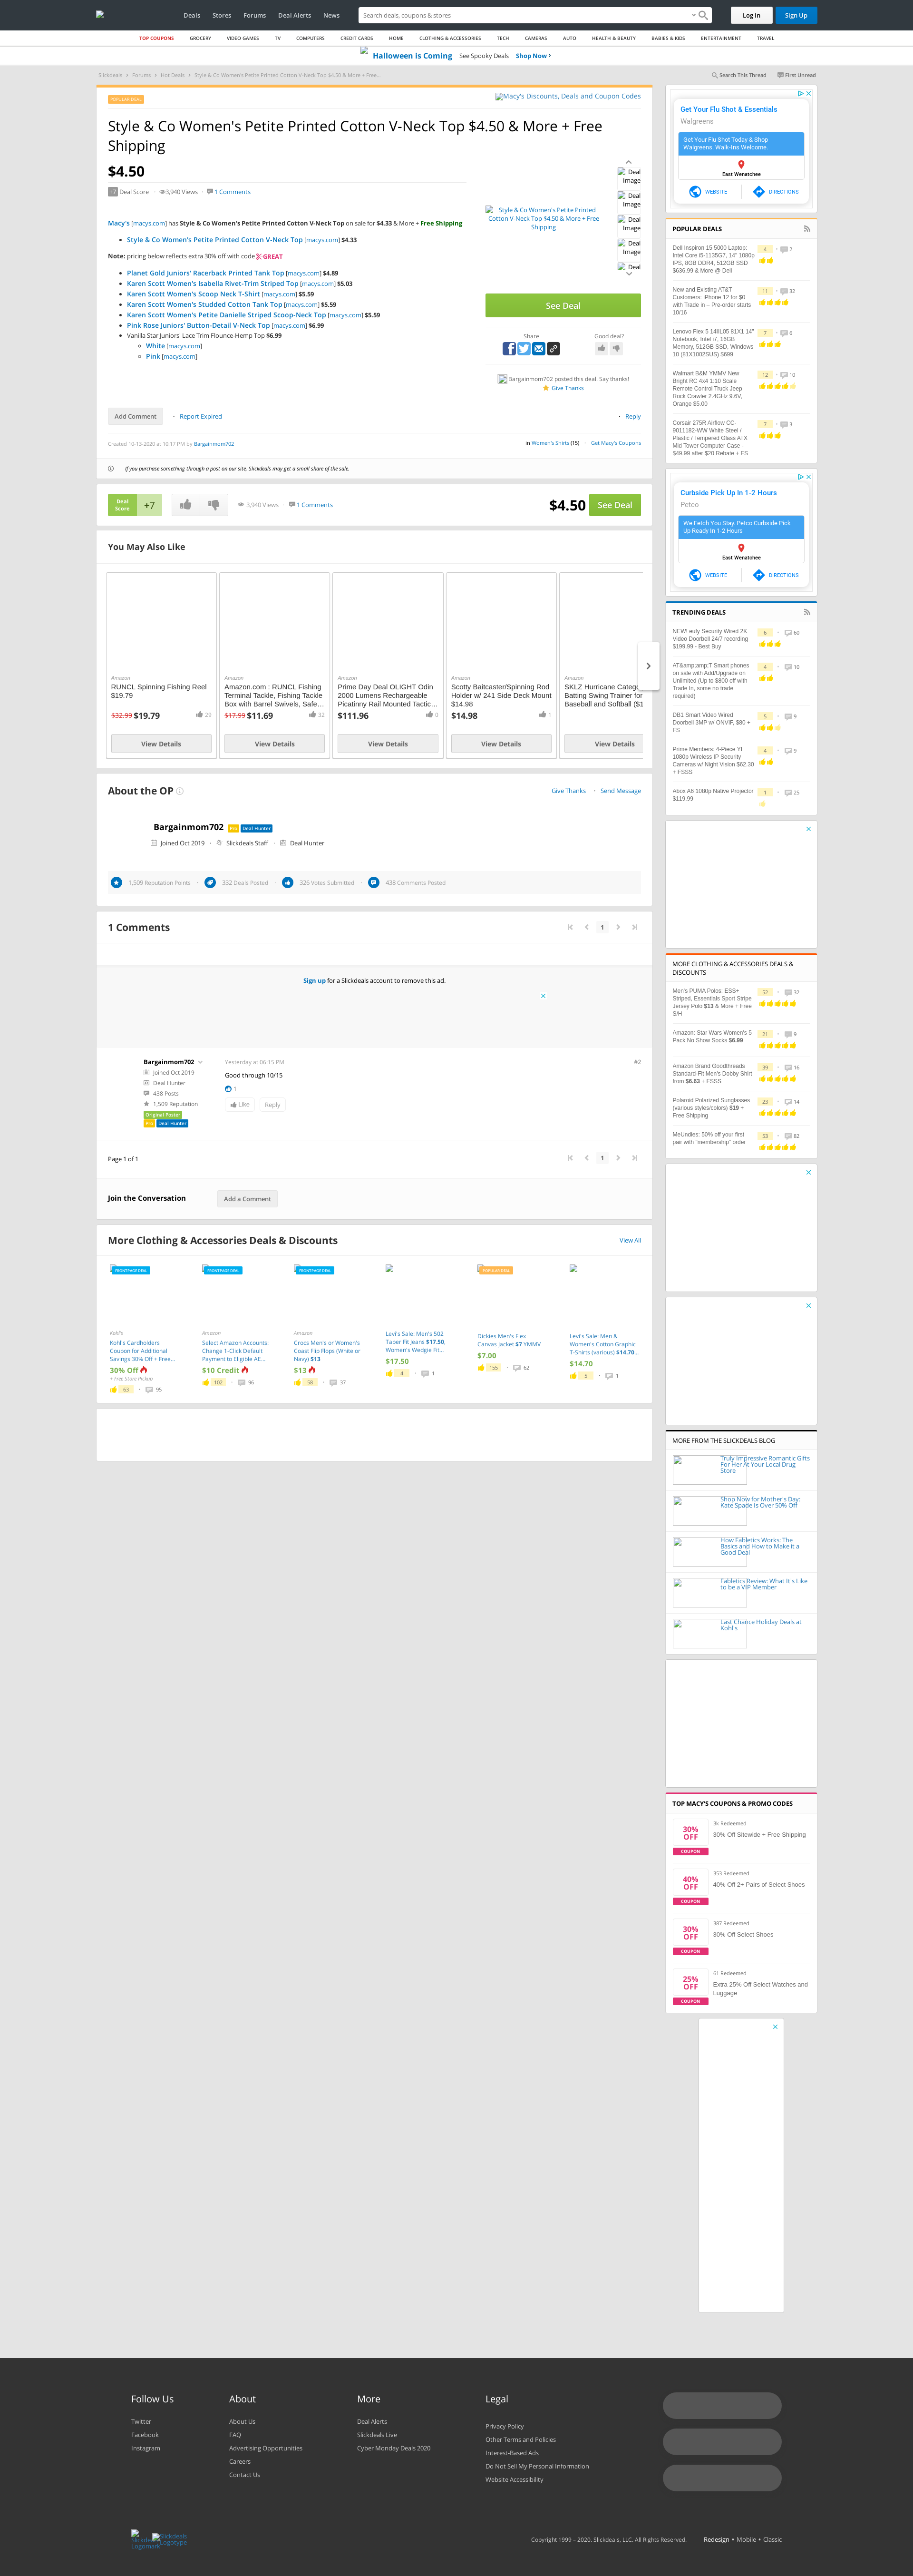 Deals Stores Forums Deal Alerts News
Search deals, coupons & stores
Log In Sign Up
TOP COUPONS GROCERY VIDEO GAMES TV COMPUTERS CREDIT CARDS HOME CLOTHING & ACCESSORIES TECH CAMERAS AUTO HEALTH & BEAUTY BABIES & KIDS ENTERTAINMENT TRAVEL
Halloween is Coming See Spooky Deals Shop Now ›
Slickdeals › Forums › Hot Deals › Style & Co Women's Petite Printed Cotton V-Neck Top $4.50 & More + Free...
Search This Thread First Unread
POPULAR DEAL
Macy's Discounts, Deals and Coupon Codes
Style & Co Women's Petite Printed Cotton V-Neck Top $4.50 & More + Free Shipping
$4.50
+7 Deal Score 3,940 Views 1 Comments
Macy's [macys.com] has Style & Co Women's Petite Printed Cotton V-Neck Top on sale for $4.33 & More + Free Shipping
Style & Co Women's Petite Printed Cotton V-Neck Top [macys.com] $4.33
Note: pricing below reflects extra 30% off with code GREAT
Planet Gold Juniors' Racerback Printed Tank Top [macys.com] $4.89
Karen Scott Women's Isabella Rivet-Trim Striped Top [macys.com] $5.03
Karen Scott Women's Scoop Neck T-Shirt [macys.com] $5.59
Karen Scott Women's Studded Cotton Tank Top [macys.com] $5.59
Karen Scott Women's Petite Danielle Striped Scoop-Neck Top [macys.com] $5.59
Pink Rose Juniors' Button-Detail V-Neck Top [macys.com] $6.99
Vanilla Star Juniors' Lace Trim Flounce-Hemp Top $6.99
White [macys.com]
Pink [macys.com]
Style & Co Women's Petite Printed Cotton V-Neck Top $4.50 & More + Free Shipping
Deal Image
Deal Image
Deal Image
Deal Image
Deal
See Deal
Share Good deal?
Bargainmom702 posted this deal. Say thanks!
Give Thanks
Add Comment Report Expired Reply
Created 10-13-2020 at 10:17 PM by Bargainmom702
in Women's Shirts (15) Get Macy's Coupons
If you purchase something through a post on our site, Slickdeals may get a small share of the sale.
Deal Score +7 3,940 Views 1 Comments $4.50 See Deal
You May Also Like
Amazon
RUNCL Spinning Fishing Reel $19.79
$32.99 $19.79 29
View Details
Amazon
Amazon.com : RUNCL Fishing Terminal Tackle, Fishing Tackle Box with Barrel Swivels, Safe...
$17.99 $11.69 32
View Details
Amazon
Prime Day Deal OLIGHT Odin 2000 Lumens Rechargeable Picatinny Rail Mounted Tactic...
$111.96 0
View Details
Amazon
Scotty Baitcaster/Spinning Rod Holder w/ 241 Side Deck Mount $14.98
$14.98 1
View Details
Amazon
SKLZ Hurricane Catego
Batting Swing Trainer for
Baseball and Softball ($1
View Details
About the OP
Give Thanks Send Message
Bargainmom702 Pro Deal Hunter
Joined Oct 2019 Slickdeals Staff Deal Hunter
1,509 Reputation Points 332 Deals Posted 326 Votes Submitted 438 Comments Posted
1 Comments
1
Sign up for a Slickdeals account to remove this ad.
Bargainmom702
Joined Oct 2019
Deal Hunter
438 Posts
1,509 Reputation
Original Poster
Pro Deal Hunter
Yesterday at 06:15 PM #2
Good through 10/15
1
Like Reply
Page 1 of 1
1
Join the Conversation
Add a Comment
More Clothing & Accessories Deals & Discounts
View All
FRONTPAGE DEAL
Kohl's
Kohl's Cardholders Coupon for Additional Savings 30% Off + Free...
30% Off
+ Free Store Pickup
63 95
FRONTPAGE DEAL
Amazon
Select Amazon Accounts: Change 1-Click Default Payment to Eligible AE...
$10 Credit
102 96
FRONTPAGE DEAL
Amazon
Crocs Men's or Women's Coast Flip Flops (White or Navy) $13
$13
58 37
Levi's Sale: Men's 502 Taper Fit Jeans $17.50, Women's Wedgie Fit...
$17.50
4 1
POPULAR DEAL
Dickies Men's Flex Canvas Jacket $7 YMMV
$7.00
155 62
Levi's Sale: Men & Women's Cotton Graphic T-Shirts (various) $14.70...
$14.70
5 1
Get Your Flu Shot & Essentials
Walgreens
Get Your Flu Shot Today & Shop Walgreens. Walk-Ins Welcome.
East Wenatchee
WEBSITE DIRECTIONS
POPULAR DEALS
Dell Inspiron 15 5000 Laptop: Intel Core i5-1135G7, 14" 1080p IPS, 8GB DDR4, 512GB SSD $636.99 & More @ Dell
4 2
New and Existing AT&T Customers: iPhone 12 for $0 with Trade in – Pre-order starts 10/16
11 32
Lenovo Flex 5 14IIL05 81X1 14" Notebook, Intel i7, 16GB Memory, 512GB SSD, Windows 10 (81X1002SUS) $699
7 6
Walmart B&M YMMV New Bright RC 4x4 1:10 Scale Remote Control Truck Jeep Rock Crawler 2.4GHz 9.6V, Orange $5.00
12 10
Corsair 275R Airflow CC-9011182-WW White Steel / Plastic / Tempered Glass ATX Mid Tower Computer Case - $49.99 after $20 Rebate + FS
7 3
Curbside Pick Up In 1-2 Hours
Petco
We Fetch You Stay. Petco Curbside Pick Up Ready In 1-2 Hours
East Wenatchee
WEBSITE DIRECTIONS
TRENDING DEALS
NEW! eufy Security Wired 2K Video Doorbell 24/7 recording $199.99 - Best Buy
6 60
AT&amp;amp;T Smart phones on sale with Add/Upgrade on Unlimited (Up to $800 off with Trade In, some no trade required)
4 10
DB1 Smart Video Wired Doorbell 3MP w/ ONVIF, $80 + FS
5 9
Prime Members: 4-Piece YI 1080p Wireless IP Security Cameras w/ Night Vision $62.30 + FSSS
4 9
Abox A6 1080p Native Projector $119.99
1 25
MORE CLOTHING & ACCESSORIES DEALS & DISCOUNTS
Men's PUMA Polos: ESS+ Striped, Essentials Sport Stripe Jersey Polo $13 & More + Free S/H
52 32
Amazon: Star Wars Women's 5 Pack No Show Socks $6.99
21 9
Amazon Brand Goodthreads Standard-Fit Men's Dobby Shirt from $6.63 + FSSS
39 16
Polaroid Polarized Sunglasses (various styles/colors) $19 + Free Shipping
23 14
MeUndies: 50% off your first pair with "membership" order
53 82
MORE FROM THE SLICKDEALS BLOG
Truly Impressive Romantic Gifts For Her At Your Local Drug Store
Shop Now for Mother's Day: Kate Spade Is Over 50% Off
How Fabletics Works: The Basics and How to Make it a Good Deal
Fabletics Review: What It's Like to be a VIP Member
Last Chance Holiday Deals at Kohl's
TOP MACY'S COUPONS & PROMO CODES
30% OFF COUPON
3k Redeemed
30% Off Sitewide + Free Shipping
40% OFF COUPON
353 Redeemed
40% Off 2+ Pairs of Select Shoes
30% OFF COUPON
387 Redeemed
30% Off Select Shoes
25% OFF COUPON
61 Redeemed
Extra 25% Off Select Watches and Luggage
Follow Us
Twitter
Facebook
Instagram
About
About Us
FAQ
Advertising Opportunities
Careers
Contact Us
More
Deal Alerts
Slickdeals Live
Cyber Monday Deals 2020
Legal
Privacy Policy
Other Terms and Policies
Interest-Based Ads
Do Not Sell My Personal Information
Website Accessibility
Slickdeals Logomark Slickdeals Logotype
Copyright 1999 – 2020. Slickdeals, LLC. All Rights Reserved. Redesign • Mobile • Classic